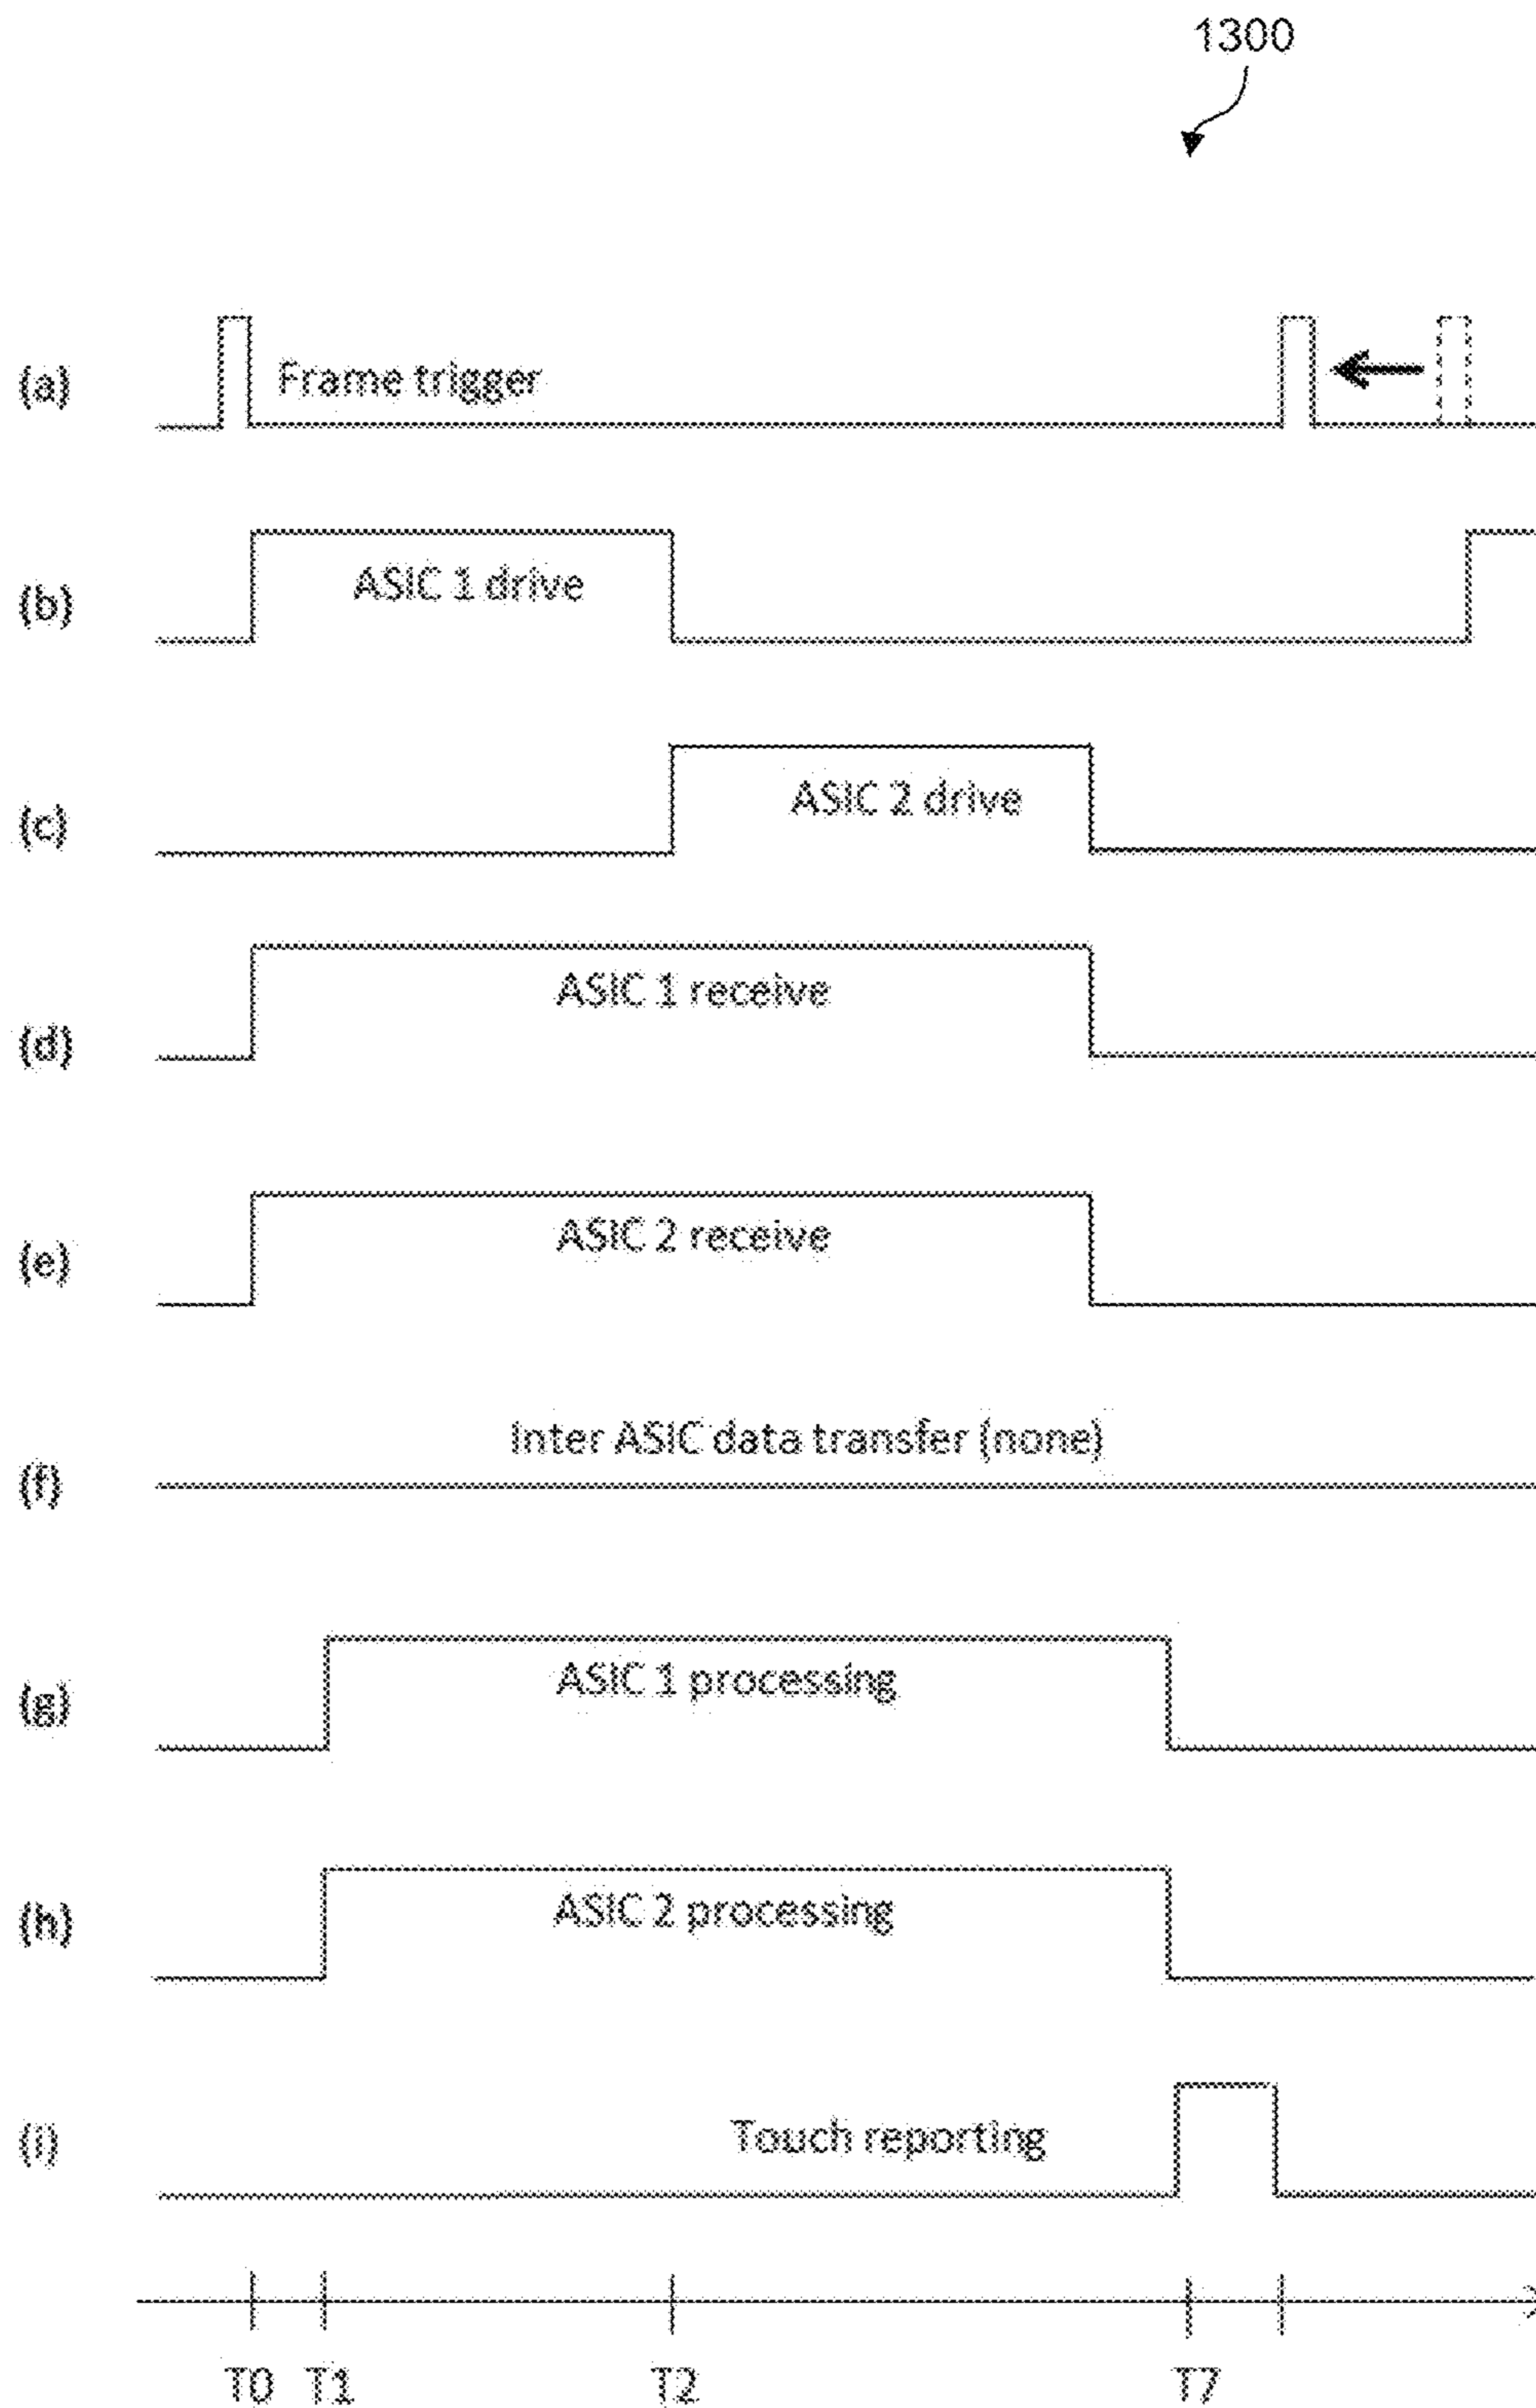 1300
(a) Frame trigger
(b) ASIC 1 drive
(c) ASIC 2 drive
(d) ASIC 1 receive
(e) ASIC 2 receive
(f) Inter ASIC data transfer (none)
(g) ASIC 1 processing
(h) ASIC 2 processing
(i) Touch reporting
T0 T1 T2 T7